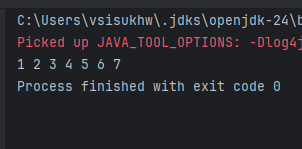 C:\Users\vsisukhw\.jdks\openjdk-24\b
Picked up JAVA_TOOL_OPTIONS: -Dlog4j
1 2 3 4 5 6 7
Process finished with exit code 0